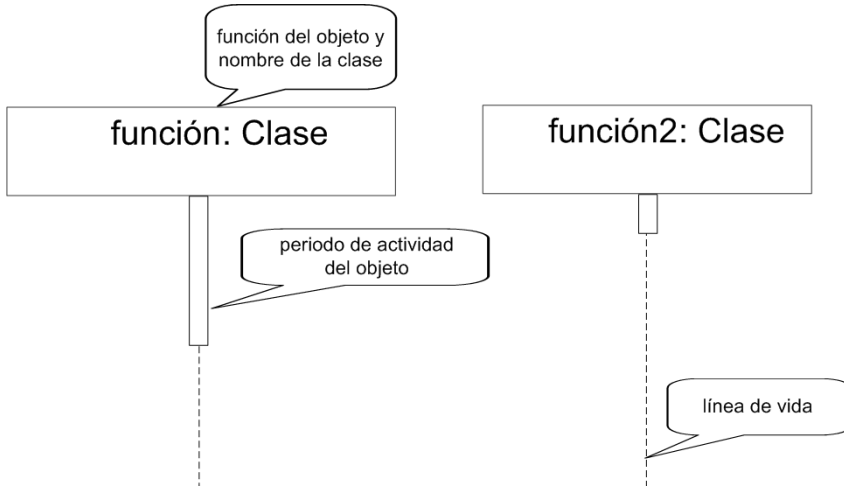 función del objeto y
nombre de la clase
función: Clase
función2: Clase
periodo de actividad
del objeto
línea de vida